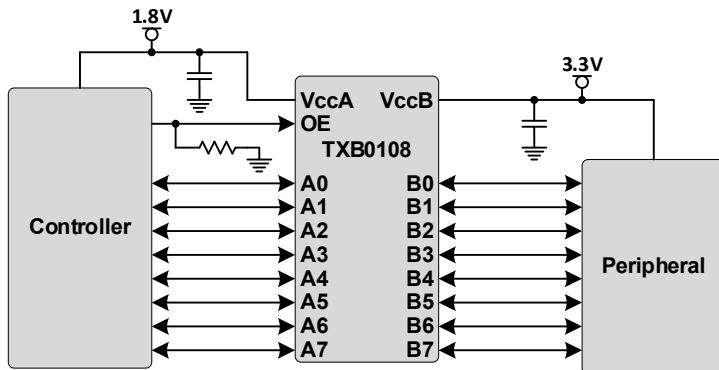 1.8V
3.3V
VccA VccB
OE
TXB0108
A0 B0
A1 B1
A2 B2
Controller
A3 B3
Peripheral
A4 B4
A5 B5
A6 B6
A7 B7